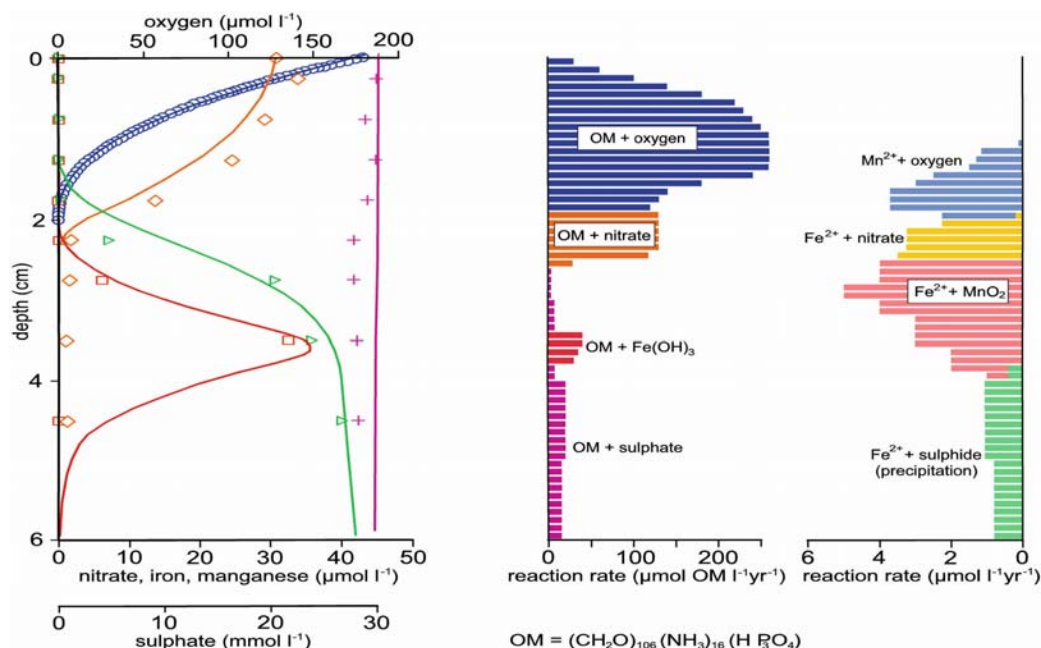 oxygen (µmol l⁻¹)
0 50 100 150 200
0
2
4
6
depth (cm)
0 10 20 30 40 50
nitrate, iron, manganese (µmol l⁻¹)
0 10 20 30
sulphate (mmol l⁻¹)
OM + oxygen
OM + nitrate
OM + Fe(OH)₃
OM + sulphate
0 100 200
reaction rate (µmol OM l⁻¹yr⁻¹)
Mn²⁺+ oxygen
Fe²⁺ + nitrate
Fe²⁺+ MnO₂
Fe²⁺ + sulphide
(precipitation)
6 4 2 0
reaction rate (µmol l⁻¹yr⁻¹)
OM = (CH₂O)₁₀₆(NH₃)₁₆(H₃PO₄)